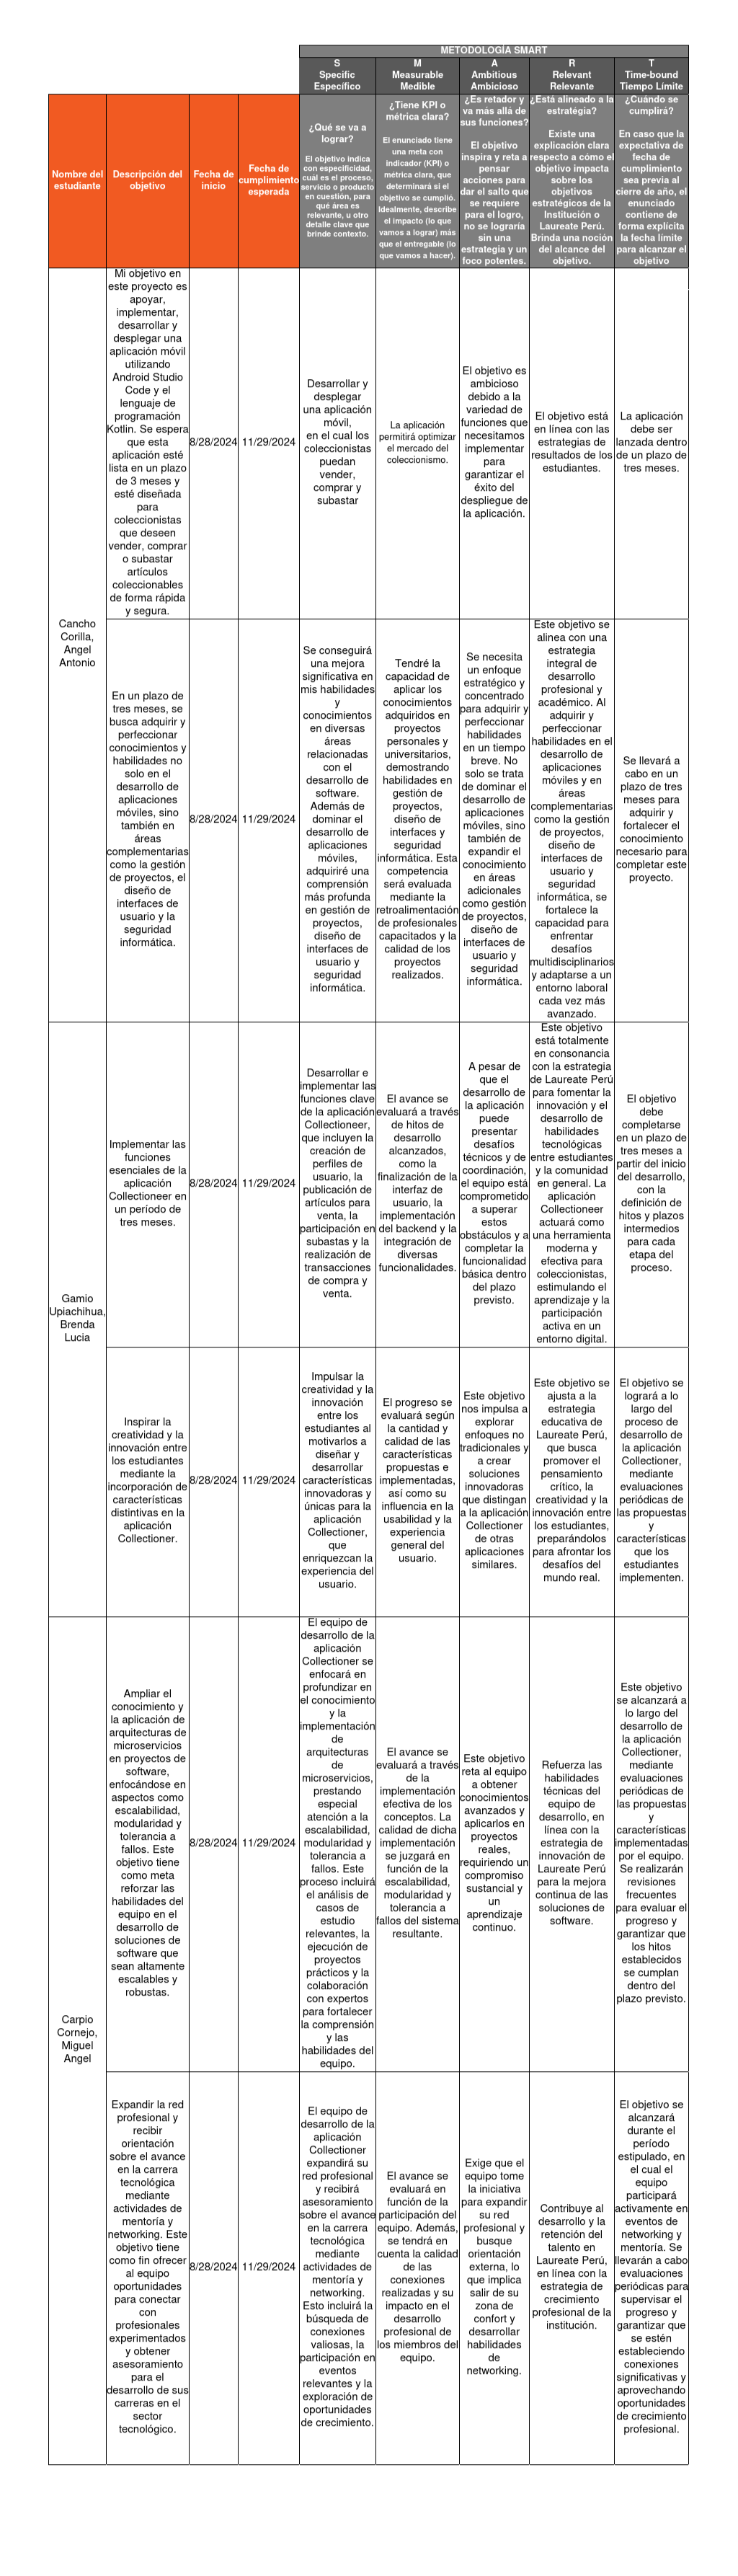 METODOLOGÍA SMART
S
Specific
Específico
M
Measurable
Medible
A
Ambitious
Ambicioso
R
Relevant
Relevante
T
Time-bound
Tiempo Límite
Nombre del
estudiante
Descripción del
objetivo
Fecha de
inicio
Fecha de
cumplimiento
esperada
¿Qué se va a
lograr?
El objetivo indica
con especificidad,
cuál es el proceso,
servicio o producto
en cuestión, para
qué área es
relevante, u otro
detalle clave que
brinde contexto.
¿Tiene KPI o
métrica clara?
El enunciado tiene
una meta con
indicador (KPI) o
métrica clara, que
determinará si el
objetivo se cumplió.
Idealmente, describe
el impacto (lo que
vamos a lograr) más
que el entregable (lo
que vamos a hacer).
¿Es retador y
va más allá de
sus funciones?
El objetivo
inspira y reta a
pensar
acciones para
dar el salto que
se requiere
para el logro,
no se lograría
sin una
estrategia y un
foco potentes.
¿Está alineado a la
estratégia?
Existe una
explicación clara
respecto a cómo el
objetivo impacta
sobre los
objetivos
estratégicos de la
Institución o
Laureate Perú.
Brinda una noción
del alcance del
objetivo.
¿Cuándo se
cumplirá?
En caso que la
expectativa de
fecha de
cumplimiento
sea previa al
cierre de año, el
enunciado
contiene de
forma explícita
la fecha límite
para alcanzar el
objetivo
Cancho
Corilla,
Angel
Antonio
Mi objetivo en
este proyecto es
apoyar,
implementar,
desarrollar y
desplegar una
aplicación móvil
utilizando
Android Studio
Code y el
lenguaje de
programación
Kotlin. Se espera
que esta
aplicación esté
lista en un plazo
de 3 meses y
esté diseñada
para
coleccionistas
que deseen
vender, comprar
o subastar
artículos
coleccionables
de forma rápida
y segura.
8/28/2024
11/29/2024
Desarrollar y
desplegar
una aplicación
móvil,
en el cual los
coleccionistas
puedan
vender,
comprar y
subastar
La aplicación
permitirá optimizar
el mercado del
coleccionismo.
El objetivo es
ambicioso
debido a la
variedad de
funciones que
necesitamos
implementar
para
garantizar el
éxito del
despliegue de
la aplicación.
El objetivo está
en línea con las
estrategias de
resultados de los
estudiantes.
La aplicación
debe ser
lanzada dentro
de un plazo de
tres meses.
En un plazo de
tres meses, se
busca adquirir y
perfeccionar
conocimientos y
habilidades no
solo en el
desarrollo de
aplicaciones
móviles, sino
también en
áreas
complementarias
como la gestión
de proyectos, el
diseño de
interfaces de
usuario y la
seguridad
informática.
8/28/2024
11/29/2024
Se conseguirá
una mejora
significativa en
mis habilidades
y
conocimientos
en diversas
áreas
relacionadas
con el
desarrollo de
software.
Además de
dominar el
desarrollo de
aplicaciones
móviles,
adquiriré una
comprensión
más profunda
en gestión de
proyectos,
diseño de
interfaces de
usuario y
seguridad
informática.
Tendré la
capacidad de
aplicar los
conocimientos
adquiridos en
proyectos
personales y
universitarios,
demostrando
habilidades en
gestión de
proyectos,
diseño de
interfaces y
seguridad
informática. Esta
competencia
será evaluada
mediante la
retroalimentación
de profesionales
capacitados y la
calidad de los
proyectos
realizados.
Se necesita
un enfoque
estratégico y
concentrado
para adquirir y
perfeccionar
habilidades
en un tiempo
breve. No
solo se trata
de dominar el
desarrollo de
aplicaciones
móviles, sino
también de
expandir el
conocimiento
en áreas
adicionales
como gestión
de proyectos,
diseño de
interfaces de
usuario y
seguridad
informática.
Este objetivo se
alinea con una
estrategia
integral de
desarrollo
profesional y
académico. Al
adquirir y
perfeccionar
habilidades en el
desarrollo de
aplicaciones
móviles y en
áreas
complementarias
como la gestión
de proyectos,
diseño de
interfaces de
usuario y
seguridad
informática, se
fortalece la
capacidad para
enfrentar
desafíos
multidisciplinarios
y adaptarse a un
entorno laboral
cada vez más
avanzado.
Se llevará a
cabo en un
plazo de tres
meses para
adquirir y
fortalecer el
conocimiento
necesario para
completar este
proyecto.
Gamio
Upiachihua,
Brenda
Lucia
Implementar las
funciones
esenciales de la
aplicación
Collectioneer en
un período de
tres meses.
8/28/2024
11/29/2024
Desarrollar e
implementar las
funciones clave
de la aplicación
Collectioneer,
que incluyen la
creación de
perfiles de
usuario, la
publicación de
artículos para
venta, la
participación en
subastas y la
realización de
transacciones
de compra y
venta.
El avance se
evaluará a través
de hitos de
desarrollo
alcanzados,
como la
finalización de la
interfaz de
usuario, la
implementación
del backend y la
integración de
diversas
funcionalidades.
A pesar de
que el
desarrollo de
la aplicación
puede
presentar
desafíos
técnicos y de
coordinación,
el equipo está
comprometido
a superar
estos
obstáculos y a
completar la
funcionalidad
básica dentro
del plazo
previsto.
Este objetivo
está totalmente
en consonancia
con la estrategia
de Laureate Perú
para fomentar la
innovación y el
desarrollo de
habilidades
tecnológicas
entre estudiantes
y la comunidad
en general. La
aplicación
Collectioneer
actuará como
una herramienta
moderna y
efectiva para
coleccionistas,
estimulando el
aprendizaje y la
participación
activa en un
entorno digital.
El objetivo
debe
completarse
en un plazo de
tres meses a
partir del inicio
del desarrollo,
con la
definición de
hitos y plazos
intermedios
para cada
etapa del
proceso.
Inspirar la
creatividad y la
innovación entre
los estudiantes
mediante la
incorporación de
características
distintivas en la
aplicación
Collectioner.
8/28/2024
11/29/2024
Impulsar la
creatividad y la
innovación
entre los
estudiantes al
motivarlos a
diseñar y
desarrollar
características
innovadoras y
únicas para la
aplicación
Collectioner,
que
enriquezcan la
experiencia del
usuario.
El progreso se
evaluará según
la cantidad y
calidad de las
características
propuestas e
implementadas,
así como su
influencia en la
usabilidad y la
experiencia
general del
usuario.
Este objetivo
nos impulsa a
explorar
enfoques no
tradicionales y
a crear
soluciones
innovadoras
que distingan
a la aplicación
Collectioner
de otras
aplicaciones
similares.
Este objetivo se
ajusta a la
estrategia
educativa de
Laureate Perú,
que busca
promover el
pensamiento
crítico, la
creatividad y la
innovación entre
los estudiantes,
preparándolos
para afrontar los
desafíos del
mundo real.
El objetivo se
logrará a lo
largo del
proceso de
desarrollo de
la aplicación
Collectioner,
mediante
evaluaciones
periódicas de
las propuestas
y
características
que los
estudiantes
implementen.
Carpio
Cornejo,
Miguel
Angel
Ampliar el
conocimiento y
la aplicación de
arquitecturas de
microservicios
en proyectos de
software,
enfocándose en
aspectos como
escalabilidad,
modularidad y
tolerancia a
fallos. Este
objetivo tiene
como meta
reforzar las
habilidades del
equipo en el
desarrollo de
soluciones de
software que
sean altamente
escalables y
robustas.
8/28/2024
11/29/2024
El equipo de
desarrollo de la
aplicación
Collectioner se
enfocará en
profundizar en
el conocimiento
y la
implementación
de
arquitecturas
de
microservicios,
prestando
especial
atención a la
escalabilidad,
modularidad y
tolerancia a
fallos. Este
proceso incluirá
el análisis de
casos de
estudio
relevantes, la
ejecución de
proyectos
prácticos y la
colaboración
con expertos
para fortalecer
la comprensión
y las
habilidades del
equipo.
El avance se
evaluará a través
de la
implementación
efectiva de los
conceptos. La
calidad de dicha
implementación
se juzgará en
función de la
escalabilidad,
modularidad y
tolerancia a
fallos del sistema
resultante.
Este objetivo
reta al equipo
a obtener
conocimientos
avanzados y
aplicarlos en
proyectos
reales,
requiriendo un
compromiso
sustancial y
un
aprendizaje
continuo.
Refuerza las
habilidades
técnicas del
equipo de
desarrollo, en
línea con la
estrategia de
innovación de
Laureate Perú
para la mejora
continua de las
soluciones de
software.
Este objetivo
se alcanzará a
lo largo del
desarrollo de
la aplicación
Collectioner,
mediante
evaluaciones
periódicas de
las propuestas
y
características
implementadas
por el equipo.
Se realizarán
revisiones
frecuentes
para evaluar el
progreso y
garantizar que
los hitos
establecidos
se cumplan
dentro del
plazo previsto.
Expandir la red
profesional y
recibir
orientación
sobre el avance
en la carrera
tecnológica
mediante
actividades de
mentoría y
networking. Este
objetivo tiene
como fin ofrecer
al equipo
oportunidades
para conectar
con
profesionales
experimentados
y obtener
asesoramiento
para el
desarrollo de sus
carreras en el
sector
tecnológico.
8/28/2024
11/29/2024
El equipo de
desarrollo de la
aplicación
Collectioner
expandirá su
red profesional
y recibirá
asesoramiento
sobre el avance
en la carrera
tecnológica
mediante
actividades de
mentoría y
networking.
Esto incluirá la
búsqueda de
conexiones
valiosas, la
participación en
eventos
relevantes y la
exploración de
oportunidades
de crecimiento.
El avance se
evaluará en
función de la
participación del
equipo. Además,
se tendrá en
cuenta la calidad
de las
conexiones
realizadas y su
impacto en el
desarrollo
profesional de
los miembros del
equipo.
Exige que el
equipo tome
la iniciativa
para expandir
su red
profesional y
busque
orientación
externa, lo
que implica
salir de su
zona de
confort y
desarrollar
habilidades
de
networking.
Contribuye al
desarrollo y la
retención del
talento en
Laureate Perú,
en línea con la
estrategia de
crecimiento
profesional de la
institución.
El objetivo se
alcanzará
durante el
período
estipulado, en
el cual el
equipo
participará
activamente en
eventos de
networking y
mentoría. Se
llevarán a cabo
evaluaciones
periódicas para
supervisar el
progreso y
garantizar que
se estén
estableciendo
conexiones
significativas y
aprovechando
oportunidades
de crecimiento
profesional.